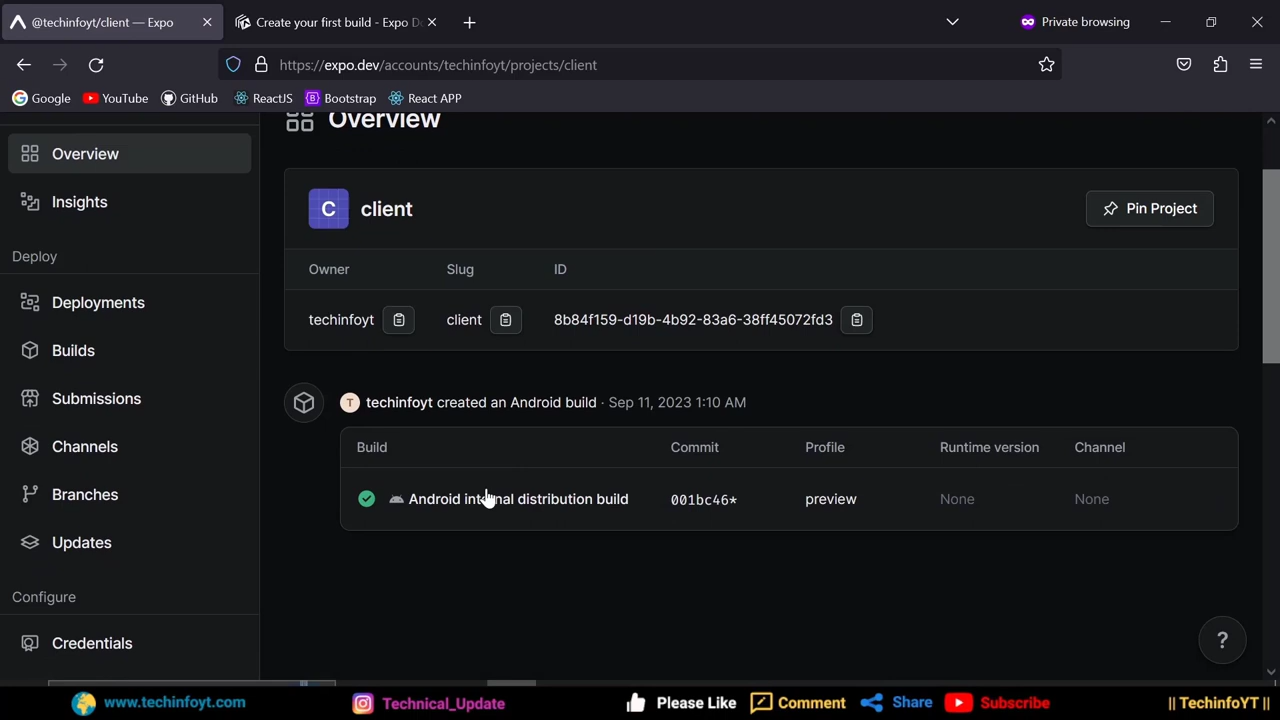 @techinfoyt/client — Expo
Create your first build - Expo Do
Private browsing
https://expo.dev/accounts/techinfoyt/projects/client
Google
YouTube
GitHub
ReactJS
Bootstrap
React APP
Overview
Insights
Deploy
Deployments
Builds
Submissions
Channels
Branches
Updates
Configure
Credentials
Overview
C
client
Pin Project
Owner Slug ID
techinfoyt client 8b84f159-d19b-4b92-83a6-38ff45072fd3
T techinfoyt created an Android build · Sep 11, 2023 1:10 AM
Build Commit Profile Runtime version Channel
Android internal distribution build 001bc46* preview None None
?
www.techinfoyt.com
Technical_Update
Please Like
Comment
Share
Subscribe
|| TechinfoYT ||